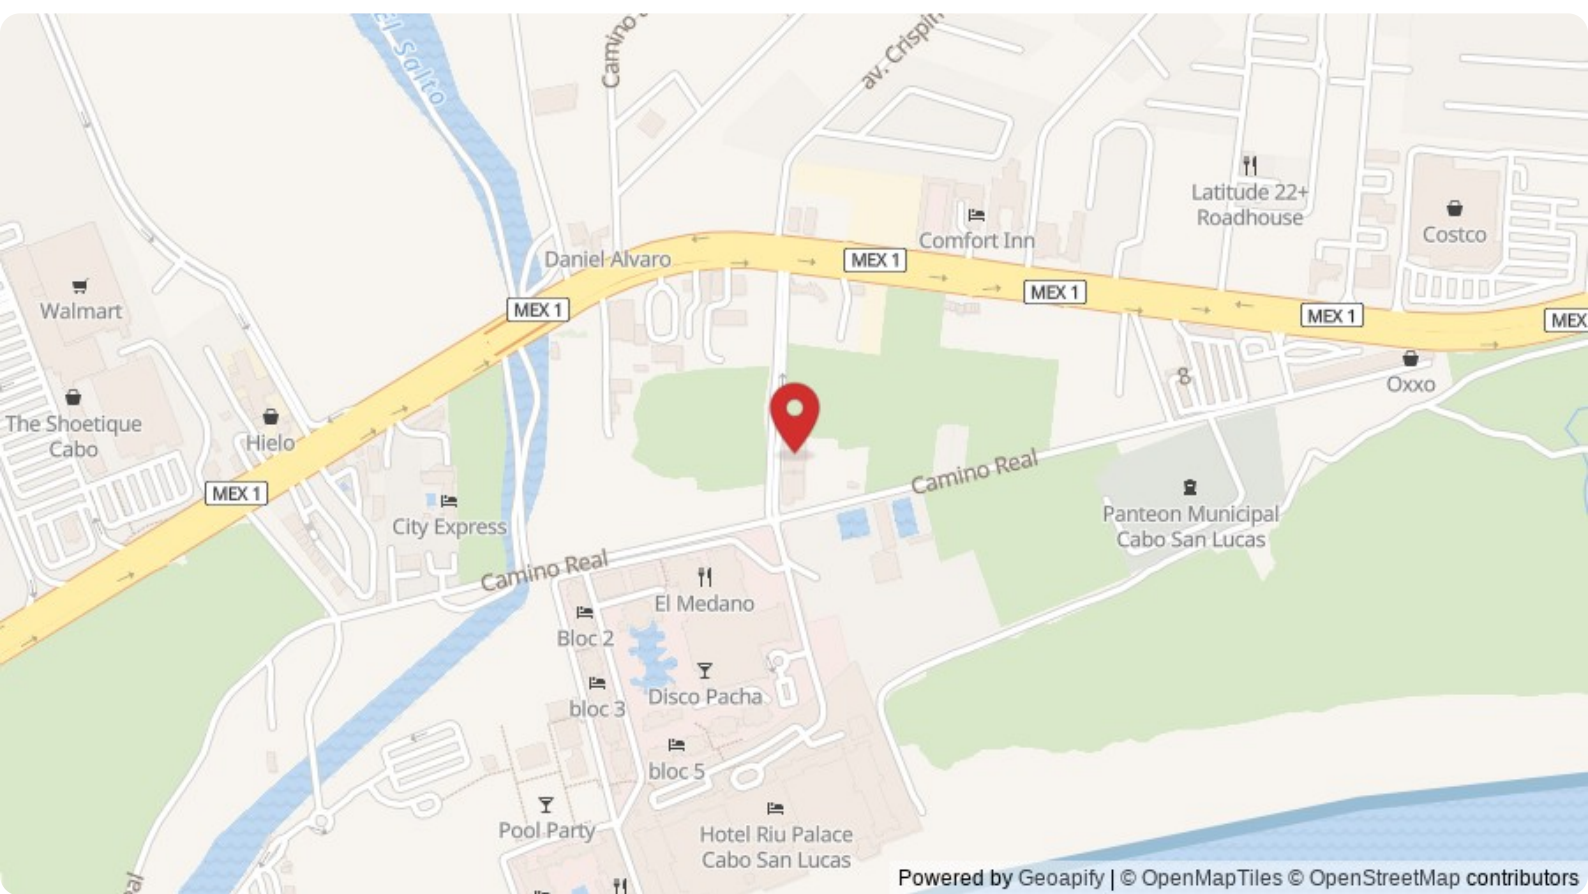 El Salto
Camino
av. Crispin
Latitude 22+
Roadhouse
Costco
Comfort Inn
Daniel Alvaro
MEX 1
MEX 1
MEX 1
MEX 1
MEX
Walmart
8
Oxxo
The Shoetique
Cabo
Hielo
MEX 1
Camino Real
City Express
Panteon Municipal
Cabo San Lucas
Camino Real
El Medano
Bloc 2
Disco Pacha
bloc 3
bloc 5
Pool Party
Hotel Riu Palace
Cabo San Lucas
Powered by Geoapify | © OpenMapTiles © OpenStreetMap contributors